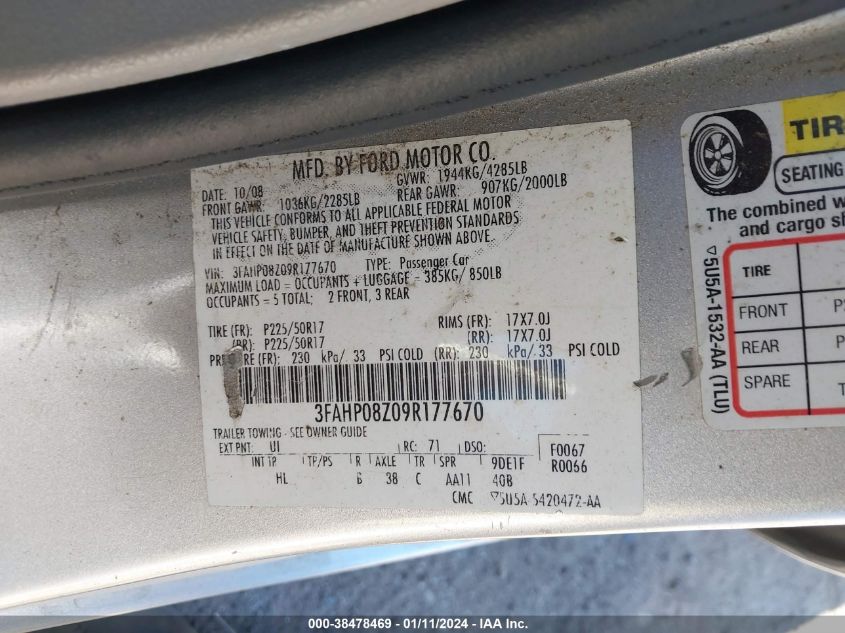 MFD. BY FORD MOTOR CO.
DATE: 10/08 GVWR: 1944KG/4285LB
FRONT GAWR: 1036KG/2285LB REAR GAWR: 907KG/2000LB
THIS VEHICLE CONFORMS TO ALL APPLICABLE FEDERAL MOTOR
VEHICLE SAFETY, BUMPER, AND THEFT PREVENTION STANDARDS
IN EFFECT ON THE DATE OF MANUFACTURE SHOWN ABOVE
VIN: 3FAHP08Z09R177670 TYPE: Passenger Car
MAXIMUM LOAD = OCCUPANTS + LUGGAGE = 385KG/ 850LB
OCCUPANTS = 5 TOTAL; 2 FRONT, 3 REAR
TIRE (FR): P225/50R17 RIMS (FR): 17X7.0J
(RR): P225/50R17 (RR): 17X7.0J
PRESSURE (FR): 230 kPa/ 33 PSI COLD (RR): 230 kPa/ 33 PSI COLD
3FAHP08Z09R177670
TRAILER TOWING - SEE OWNER GUIDE
EXT PNT: UI RC: 71 DSO: F0067
INT TR TP/PS R AXLE TR SPR 9DE1F R0066
HL B 38 C AA11 40B
CMC ▽5U5A-5420472-AA
TIR
SEATING
The combined w
and cargo sh
TIRE
FRONT P
REAR P
SPARE T
▽5U5A-1532-AA (TLU)
000-38478469 - 01/11/2024 - IAA Inc.